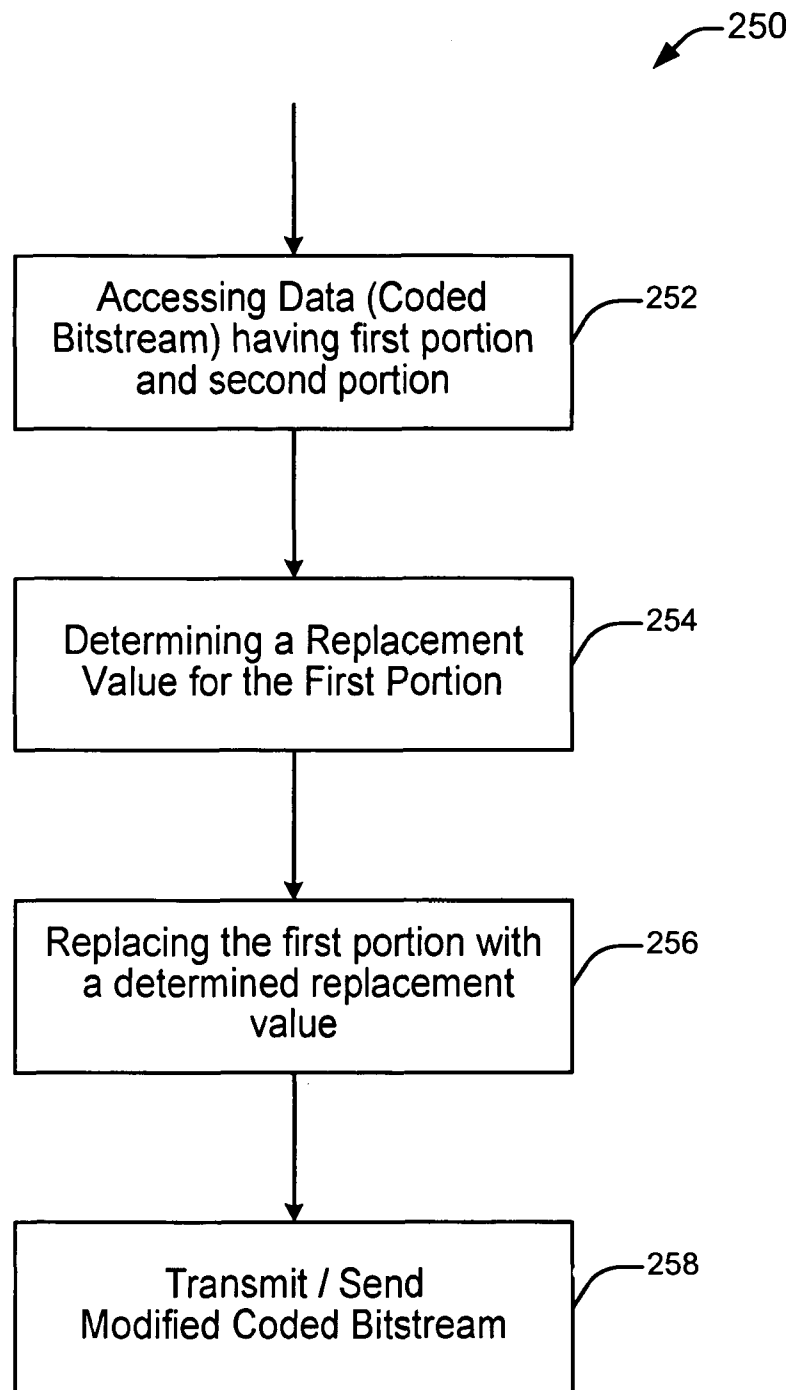 250
Accessing Data (Coded
Bitstream) having first portion
and second portion
252
Determining a Replacement
Value for the First Portion
254
Replacing the first portion with
a determined replacement
value
256
Transmit / Send
Modified Coded Bitstream
258